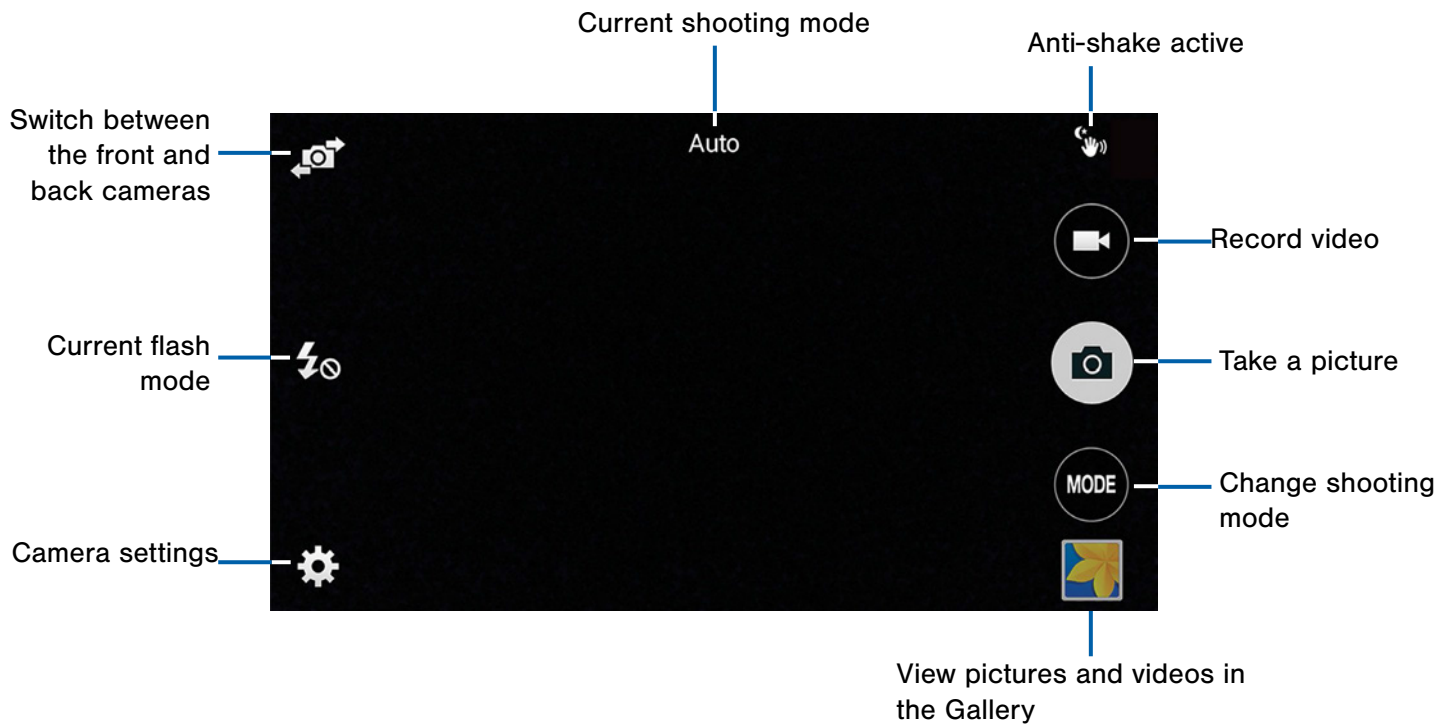 Current shooting mode
Anti-shake active
Switch between
the front and
back cameras
Auto
Record video
Current flash
mode
Take a picture
MODE
Change shooting
mode
Camera settings
View pictures and videos in
the Gallery